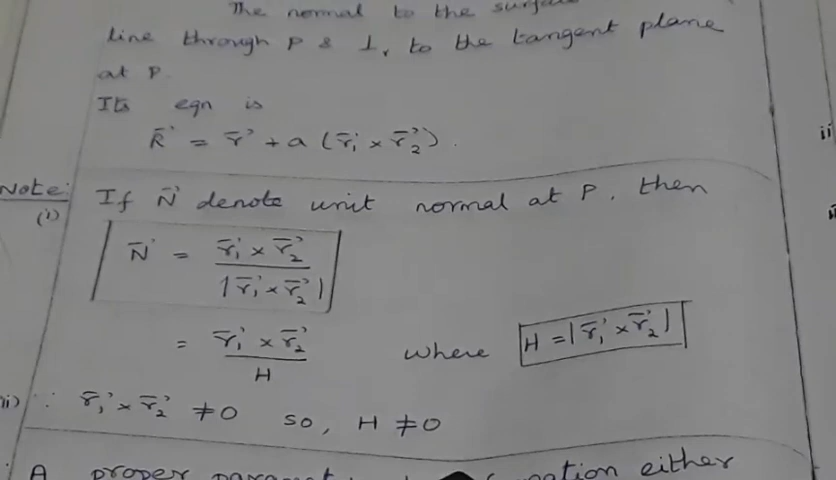 The normal to the surface
line through P & ⊥r to the tangent plane
at P.
Its eqn is
R⃗ = r⃗ + a (r⃗₁ × r⃗₂).
Note: If N⃗ denote unit normal at P, then
(i)
N⃗ = r⃗₁ × r⃗₂ / |r⃗₁ × r⃗₂|
= r⃗₁ × r⃗₂ / H where H = |r⃗₁ × r⃗₂|
ii) ∵ r⃗₁ × r⃗₂ ≠ 0 so, H ≠ 0
A proper either
ii